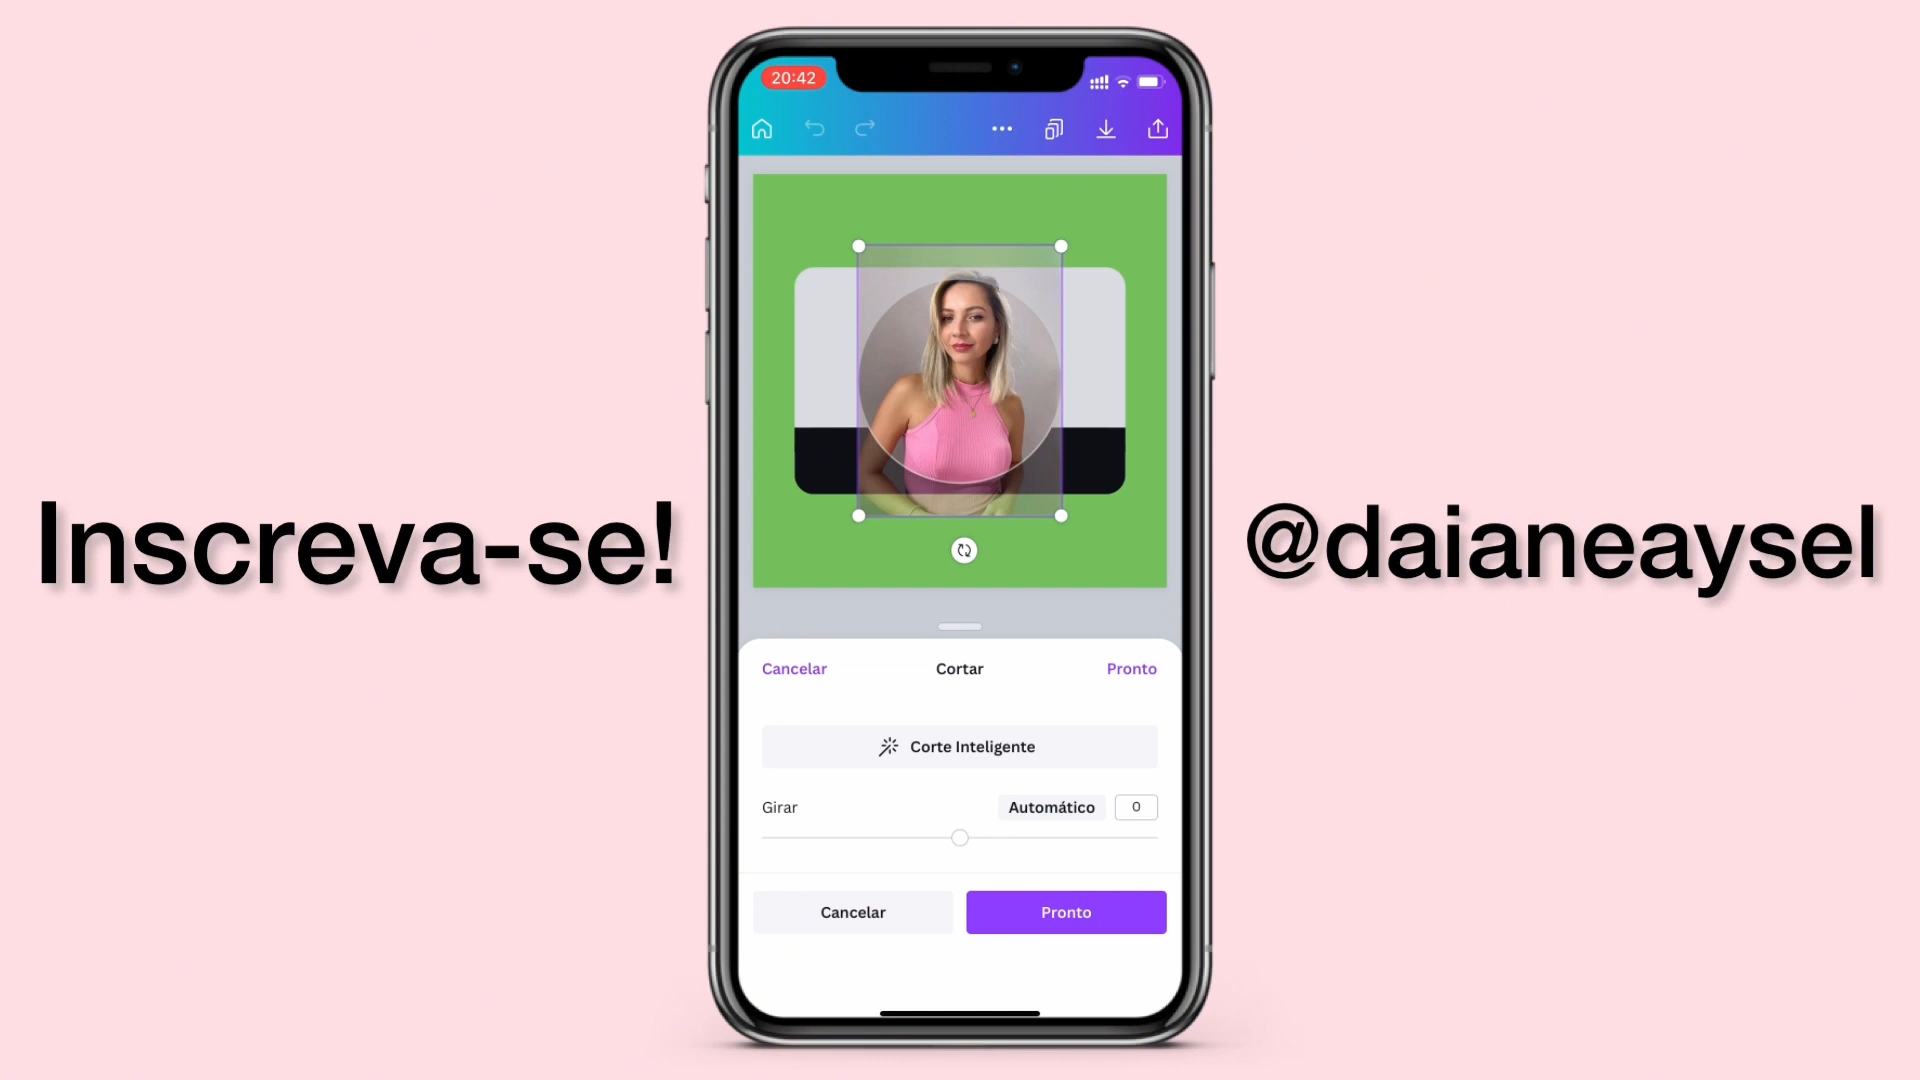 20:42
Inscreva-se!
@daianeaysel
Cancelar Cortar Pronto
Corte Inteligente
Girar Automático 0
Cancelar Pronto